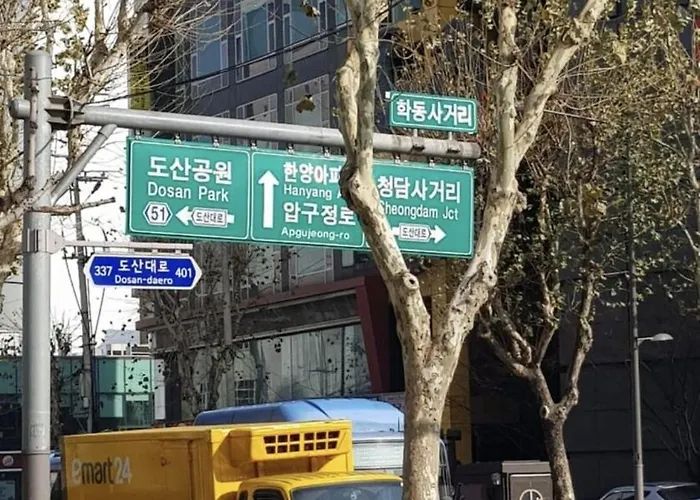 학동사거리
도산공원
Dosan Park
51
도산대로
한양아파
Hanyang
압구정로
Apgujeong-ro
청담사거리
Cheongdam Jct
도산대로
337 도산대로 401
Dosan-daero
emart24